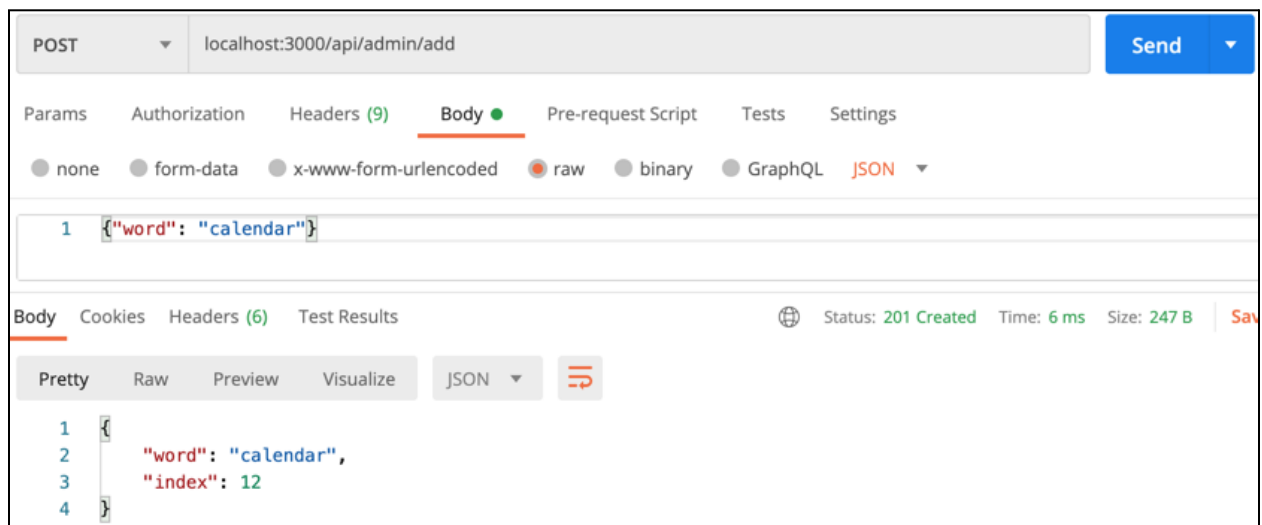 POST localhost:3000/api/admin/add Send
Params Authorization Headers (9) Body Pre-request Script Tests Settings
none form-data x-www-form-urlencoded raw binary GraphQL JSON
1 {"word": "calendar"}
Body Cookies Headers (6) Test Results Status: 201 Created Time: 6 ms Size: 247 B Sav
Pretty Raw Preview Visualize JSON
1 {
2 "word": "calendar",
3 "index": 12
4 }